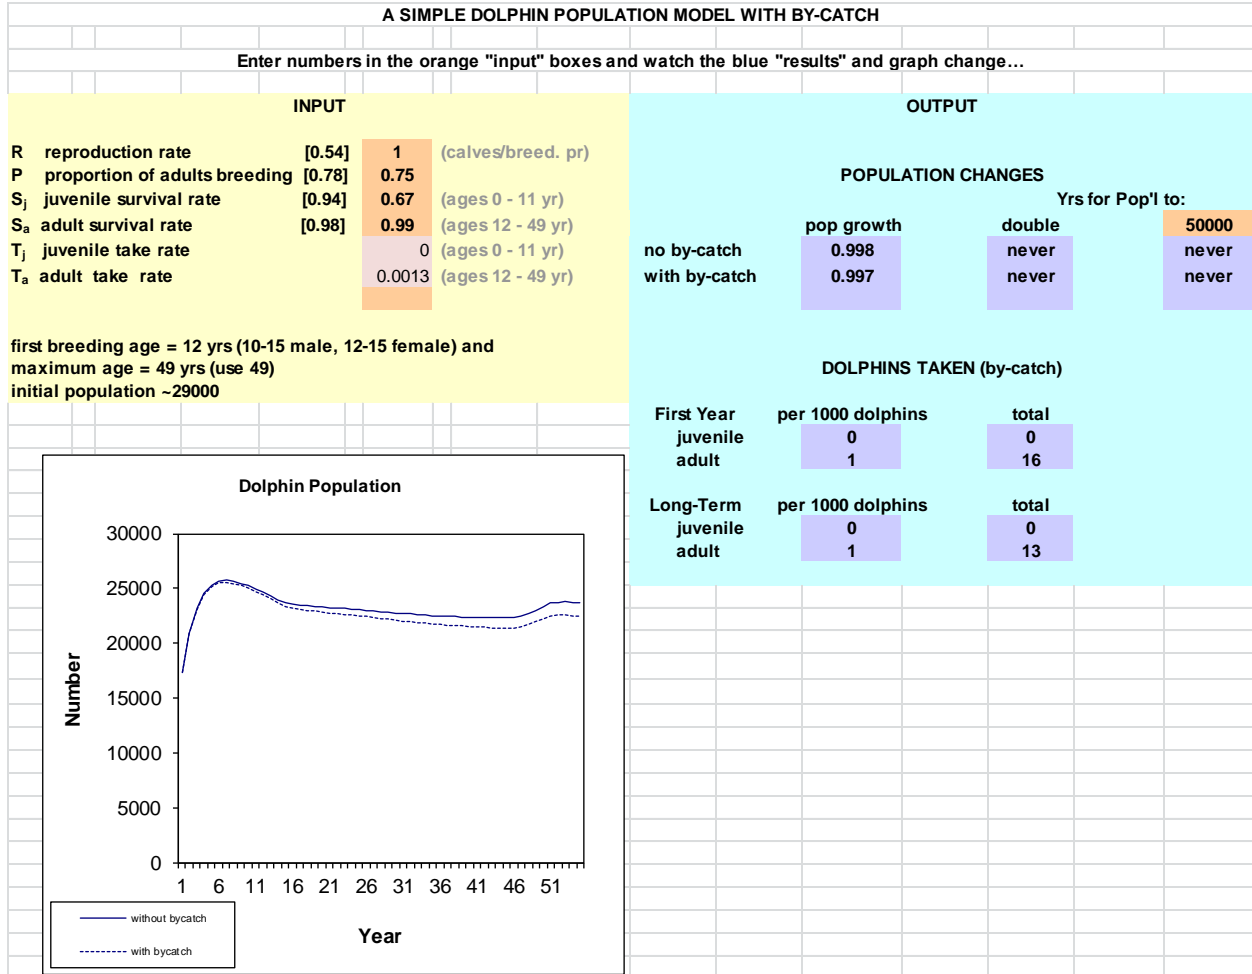 A SIMPLE DOLPHIN POPULATION MODEL WITH BY-CATCH
Enter numbers in the orange "input" boxes and watch the blue "results" and graph change...
INPUT
R reproduction rate [0.54] 1 (calves/breed. pr)
P proportion of adults breeding [0.78] 0.75
Sj juvenile survival rate [0.94] 0.67 (ages 0 - 11 yr)
Sa adult survival rate [0.98] 0.99 (ages 12 - 49 yr)
Tj juvenile take rate 0 (ages 0 - 11 yr)
Ta adult take rate 0.0013 (ages 12 - 49 yr)
first breeding age = 12 yrs (10-15 male, 12-15 female) and
maximum age = 49 yrs (use 49)
initial population ~29000
OUTPUT
POPULATION CHANGES
Yrs for Pop'l to:
pop growth double 50000
no by-catch 0.998 never never
with by-catch 0.997 never never
DOLPHINS TAKEN (by-catch)
First Year per 1000 dolphins total
juvenile 0 0
adult 1 16
Long-Term per 1000 dolphins total
juvenile 0 0
adult 1 13
Dolphin Population
Number
30000
25000
20000
15000
10000
5000
0
1 6 11 16 21 26 31 36 41 46 51
Year
without bycatch
with bycatch